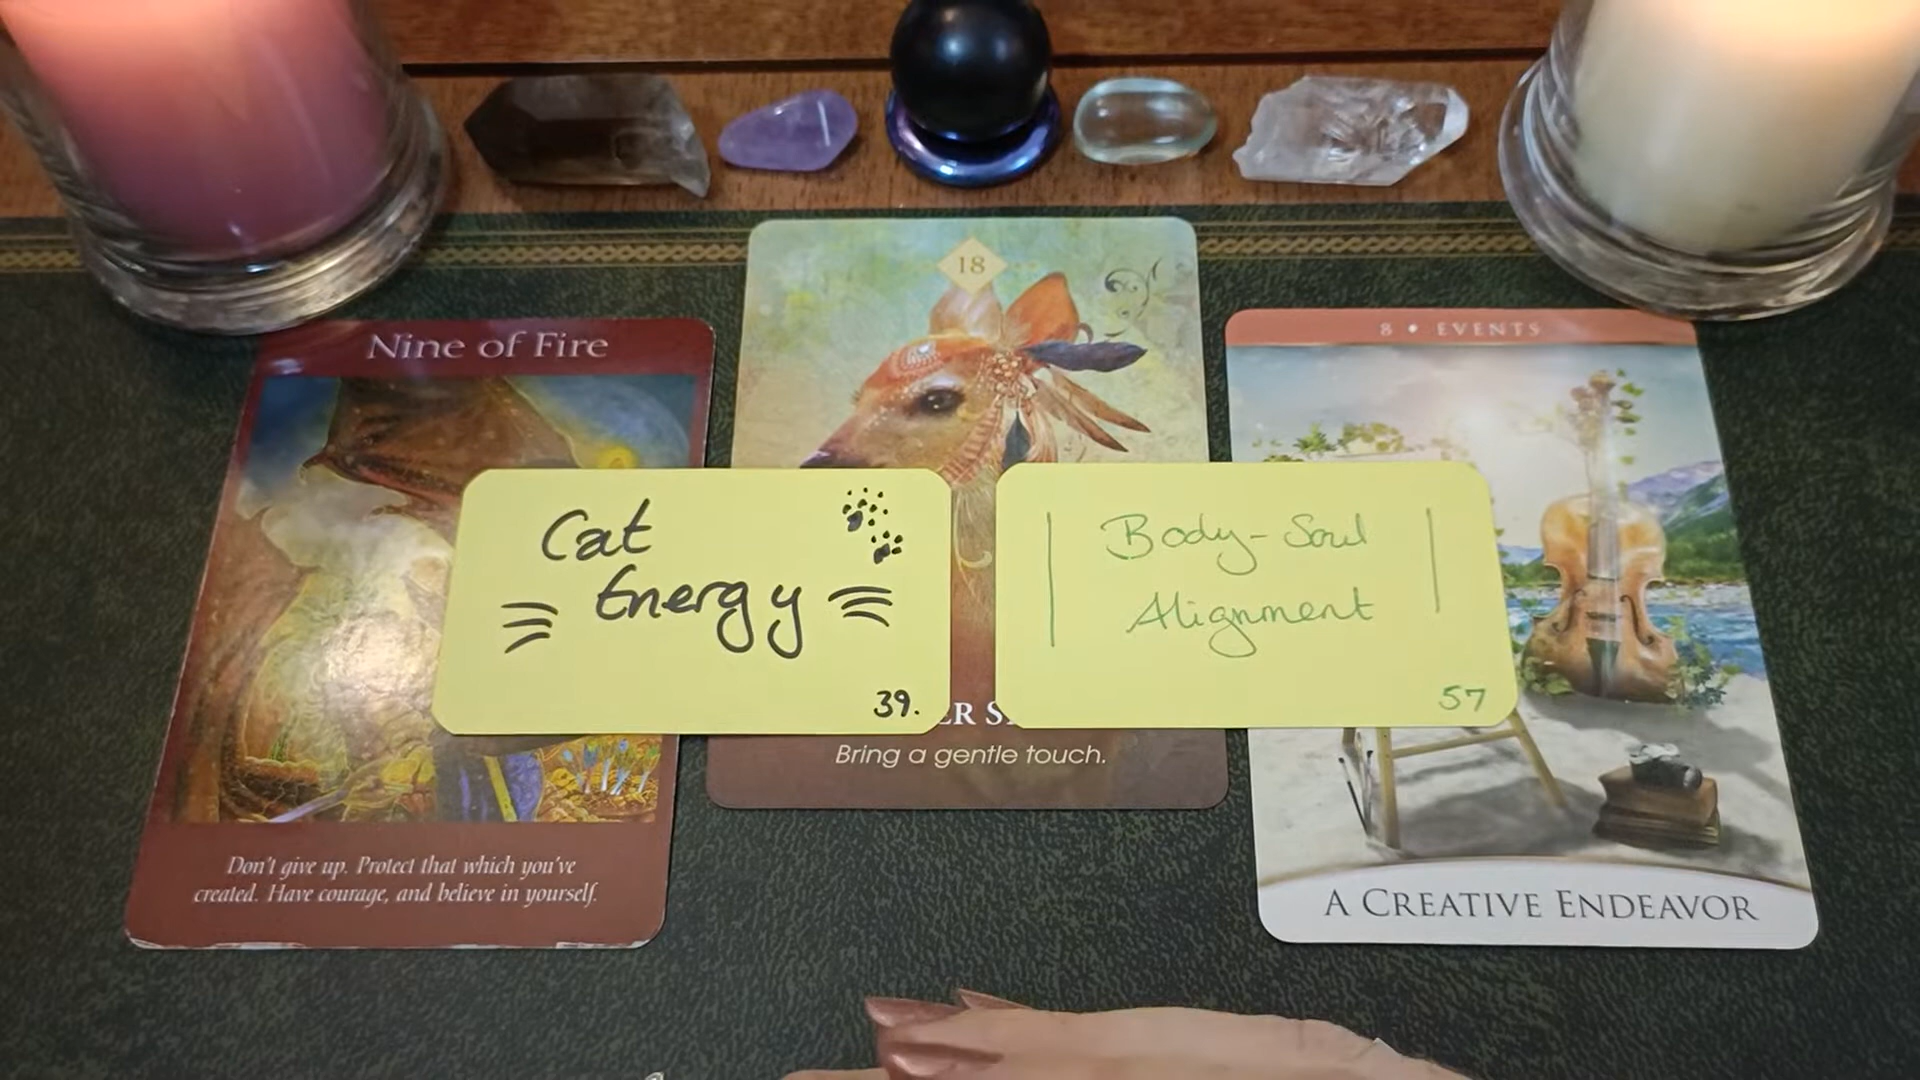 Nine of Fire
Don't give up. Protect that which you've
created. Have courage, and believe in yourself.
18
Bring a gentle touch.
Cat
Energy
39.
Body-Soul
Alignment
57
8 • EVENTS
A CREATIVE ENDEAVOR